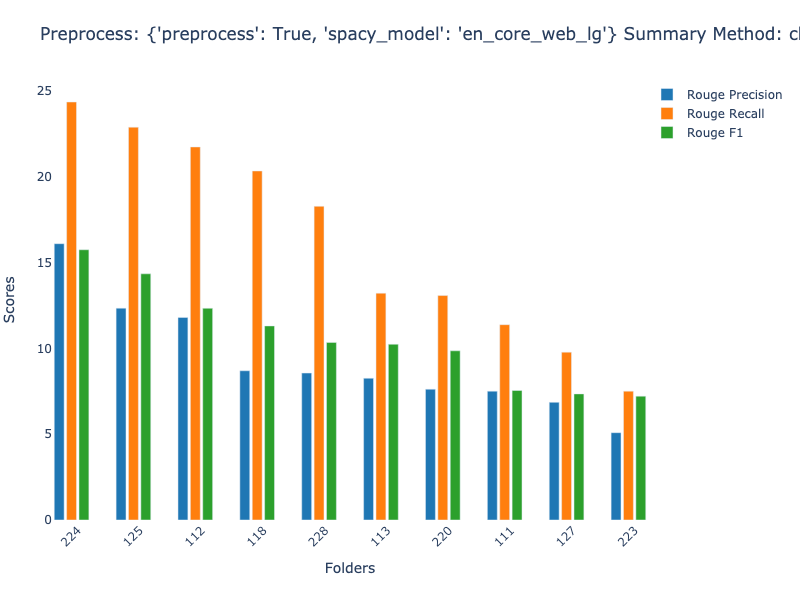 Preprocess: {'preprocess': True, 'spacy_model': 'en_core_web_lg'} Summary Method: cl
Rouge Precision
Rouge Recall
Rouge F1
25
20
15
10
5
0
Scores
224 125 112 118 228 113 220 111 127 223
Folders